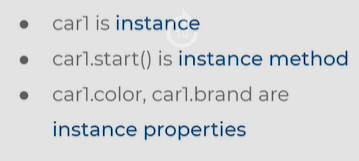 ● car1 is instance
● car1.start() is instance method
● car1.color, car1.brand are
instance properties